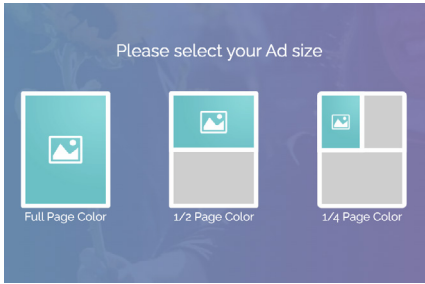 Please select your Ad size
Full Page Color
1/2 Page Color
1/4 Page Color